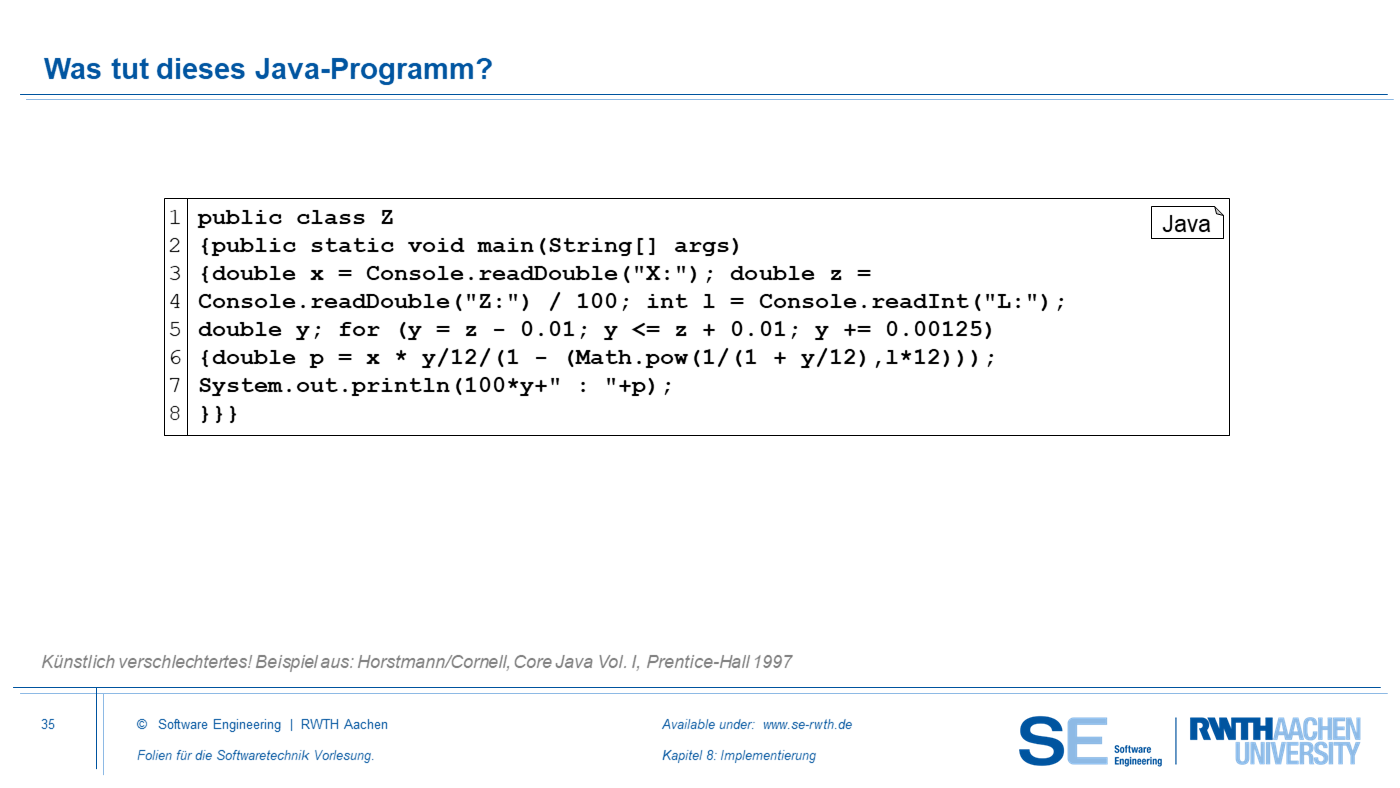 Was tut dieses Java-Programm?
Java
1 public class Z
2 {public static void main(String[] args)
3 {double x = Console.readDouble("X:"); double z =
4 Console.readDouble("Z:") / 100; int l = Console.readInt("L:");
5 double y; for (y = z - 0.01; y <= z + 0.01; y += 0.00125)
6 {double p = x * y/12/(1 - (Math.pow(1/(1 + y/12),l*12)));
7 System.out.println(100*y+" : "+p);
8 }}}
Künstlich verschlechtertes! Beispiel aus: Horstmann/Cornell, Core Java Vol. I, Prentice-Hall 1997
35
© Software Engineering | RWTH Aachen
Folien für die Softwaretechnik Vorlesung.
Available under: www.se-rwth.de
Kapitel 8: Implementierung
SE Software
Engineering
RWTH AACHEN
UNIVERSITY